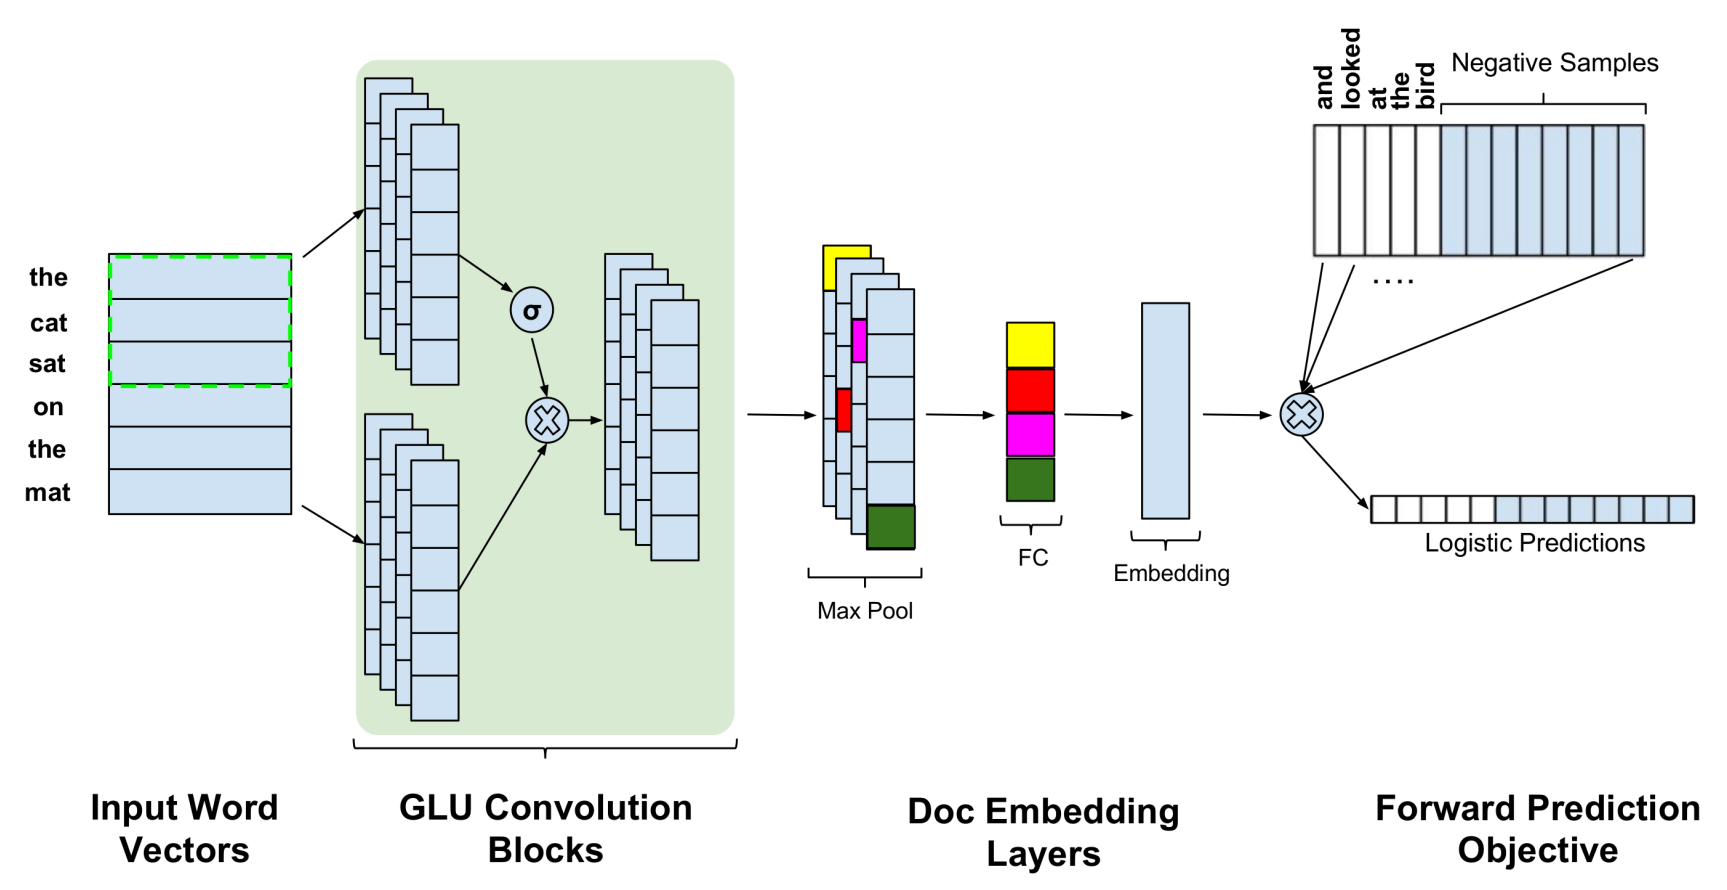 the
cat
sat
on
the
mat
σ
and
looked
at
the
bird
Negative Samples
....
Max Pool
FC
Embedding
Logistic Predictions
Input Word
Vectors
GLU Convolution
Blocks
Doc Embedding
Layers
Forward Prediction
Objective